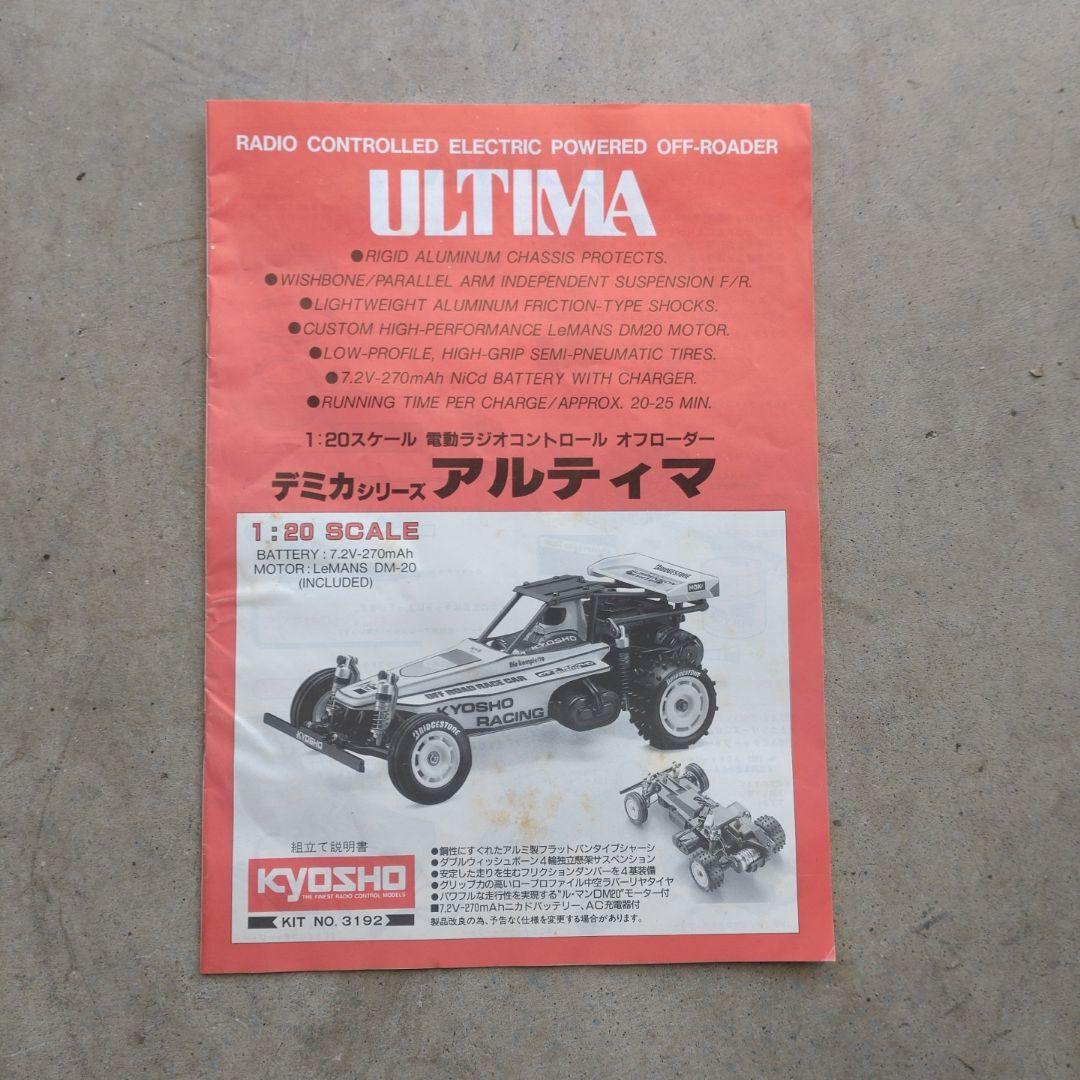 RADIO CONTROLLED ELECTRIC POWERED OFF-ROADER
ULTIMA
●RIGID ALUMINUM CHASSIS PROTECTS.
●WISHBONE/PARALLEL ARM INDEPENDENT SUSPENSION F/R.
●LIGHTWEIGHT ALUMINUM FRICTION-TYPE SHOCKS.
●CUSTOM HIGH-PERFORMANCE LeMANS DM20 MOTOR.
●LOW-PROFILE, HIGH-GRIP SEMI-PNEUMATIC TIRES.
●7.2V-270mAh NiCd BATTERY WITH CHARGER.
●RUNNING TIME PER CHARGE/APPROX. 20-25 MIN.
1:20スケール 電動ラジオコントロール オフローダー
デミカシリーズ アルティマ
1:20 SCALE
BATTERY : 7.2V-270mAh
MOTOR : LeMANS DM-20
(INCLUDED)
BRIDGESTONE
KYOSHO
OFF ROAD RACE CAR
KYOSHO
RACING
BRIDGESTONE
BRIDGESTONE
KYOSHO
組立て説明書
KYOSHO
THE FINEST RADIO CONTROL MODELS
KIT NO. 3192
●鋼性にすぐれたアルミ製フラットパンタイプシャーシ
●ダブルウィッシュボーン4輪独立懸架サスペンション
●安定した走りを生むフリクションダンパーを4基装備
●グリップ力の高いロープロファイル中空ラバーリヤタイヤ
●パワフルな走行性を実現する"ル・マンDM20"モーター付
■7.2V-270mAhニカドバッテリー、AC充電器付
製品改良の為、予告なく仕様を変更する場合があります。